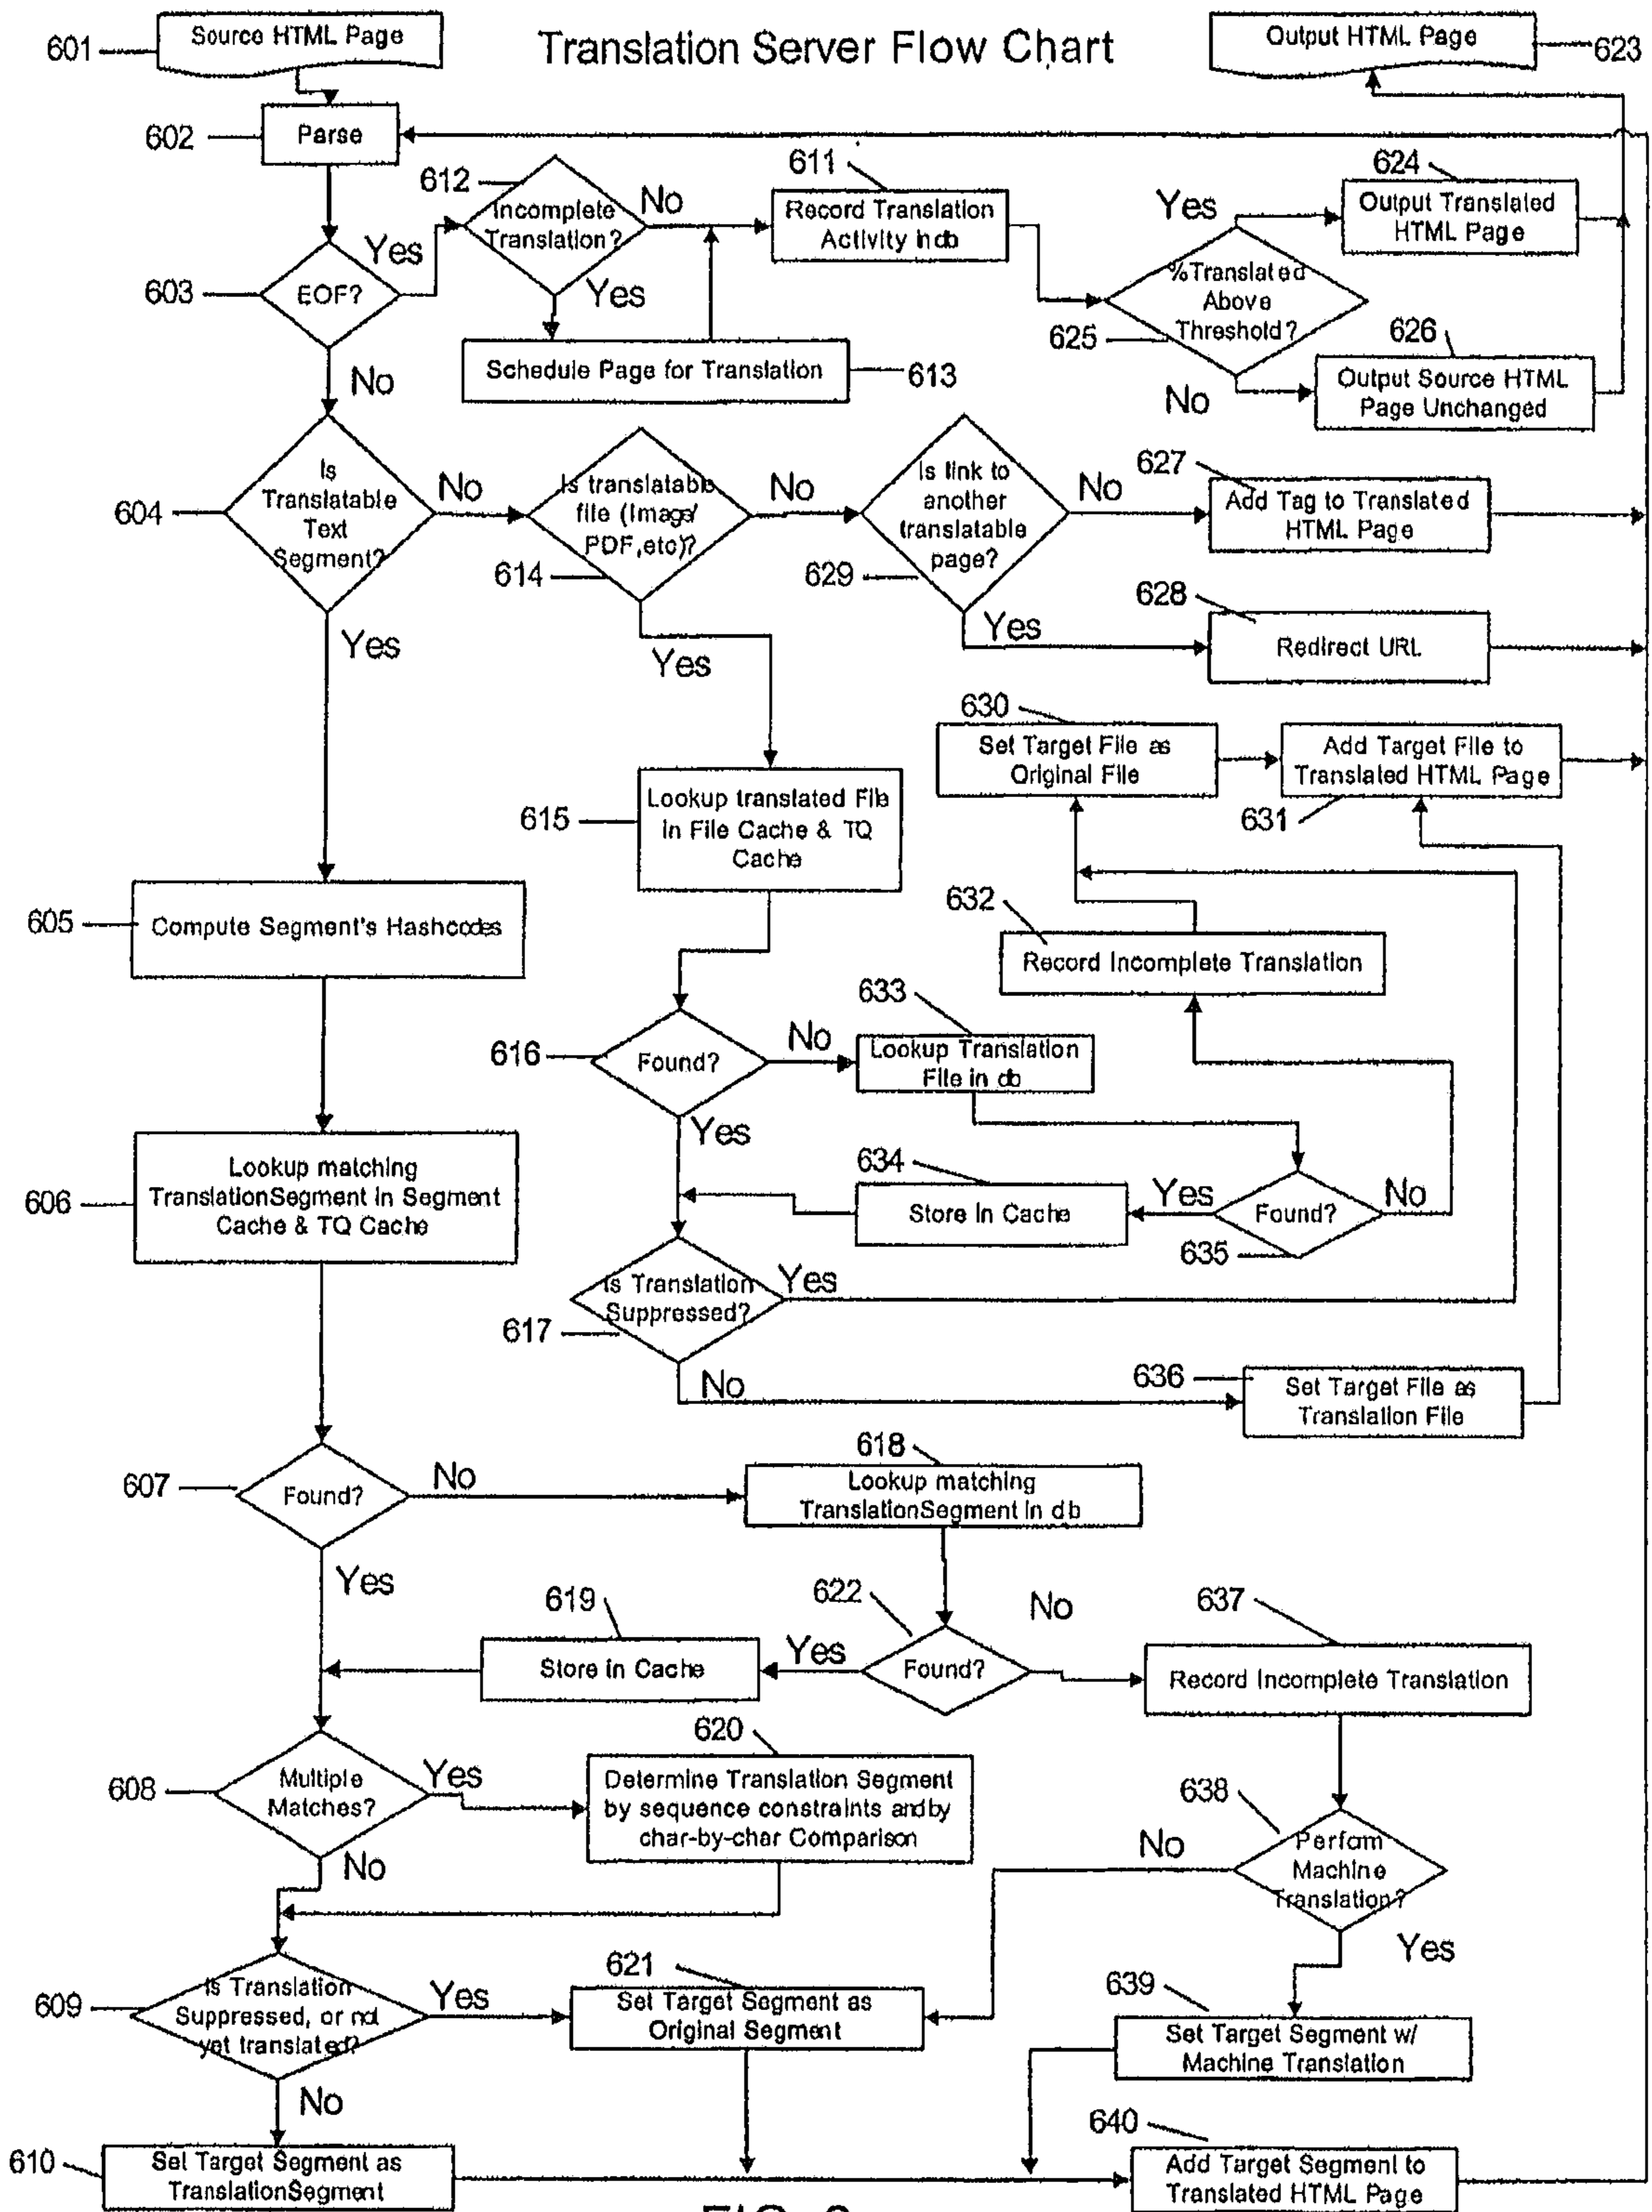 Translation Server Flow Chart
601
Source HTML Page
Output HTML Page
623
602
Parse
603
EOF?
Yes
No
612
Incomplete
Translation?
No
Yes
611
Record Translation
Activity in db
Schedule Page for Translation
613
625
%Translated
Above
Threshold?
Yes
No
624
Output Translated
HTML Page
626
Output Source HTML
Page Unchanged
604
Is
Translatable
Text
Segment?
No
Yes
Is translatable
file (Image/
PDF,etc)?
614
No
Yes
Is link to
another
translatable
page?
629
No
Yes
627
Add Tag to Translated
HTML Page
628
Redirect URL
630
Set Target File as
Original File
Add Target File to
Translated HTML Page
631
615
Lookup translated File
in File Cache & TQ
Cache
605
Compute Segment's Hashcodes
632
Record Incomplete Translation
616
Found?
No
Yes
633
Lookup Translation
File in db
606
Lookup matching
TranslationSegment in Segment
Cache & TQ Cache
634
Store in Cache
Yes
Found?
No
635
Is Translation
Suppressed?
617
Yes
No
636
Set Target File as
Translation File
607
Found?
No
Yes
618
Lookup matching
TranslationSegment in db
619
Store in Cache
622
Yes
Found?
No
637
Record Incomplete Translation
608
Multiple
Matches?
Yes
No
620
Determine Translation Segment
by sequence constraints andby
char-by-char Comparison
638
Perfom
Machine
Translation?
No
Yes
609
Is Translation
Suppressed, or not
yet translated?
Yes
No
621
Set Target Segment as
Original Segment
639
Set Target Segment w/
Machine Translation
610
Set Target Segment as
TranslationSegment
640
Add Target Segment to
Translated HTML Page